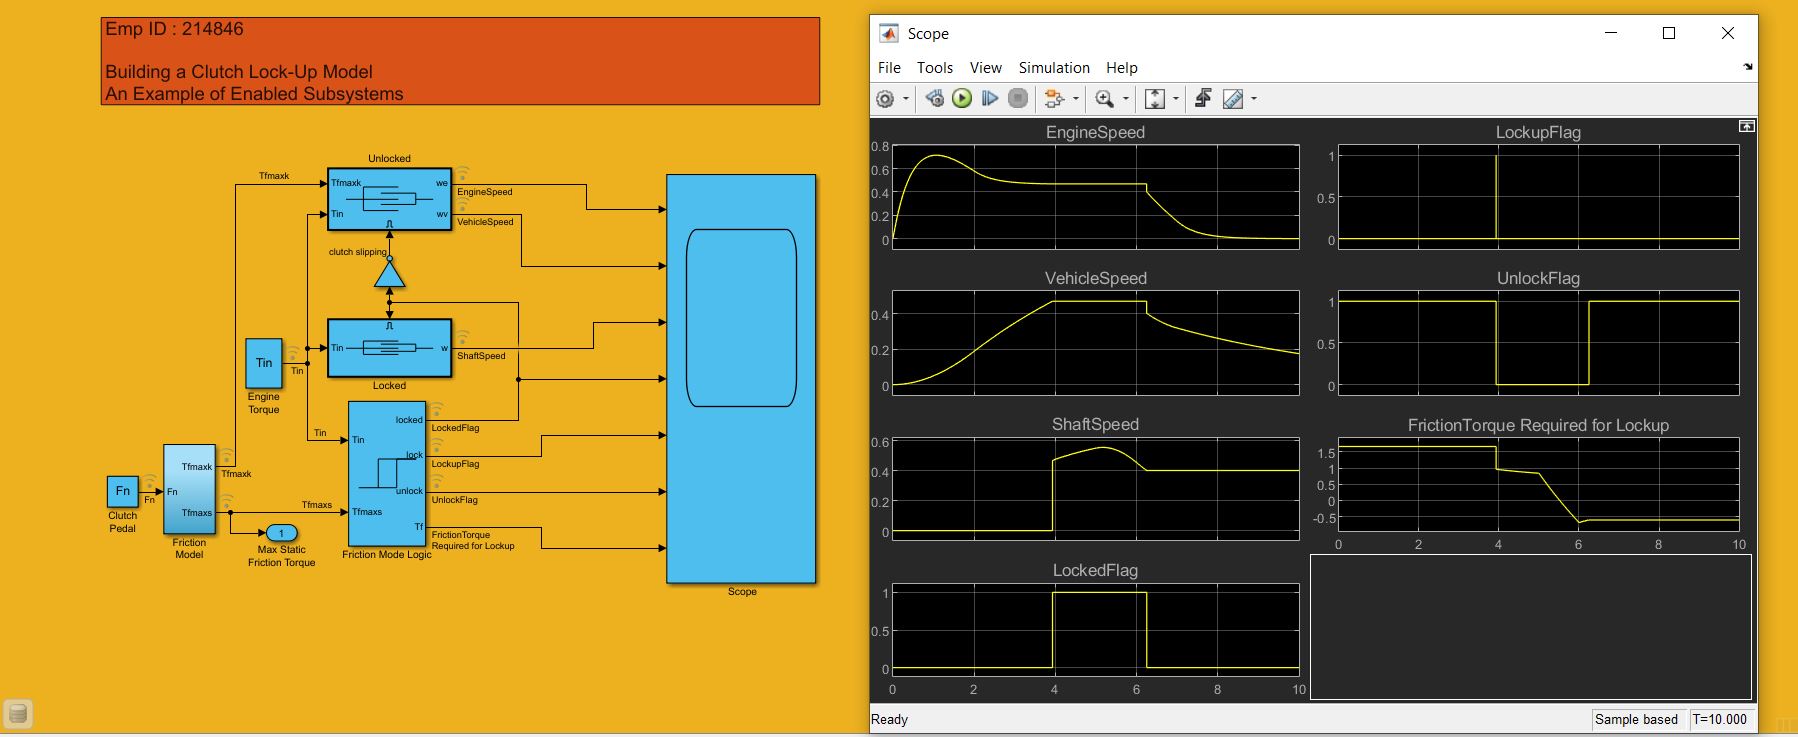 Emp ID : 214846
Building a Clutch Lock-Up Model
An Example of Enabled Subsystems
Unlocked
Tfmaxk
Tfmaxk
we
EngineSpeed
Tin
wv
VehicleSpeed
clutch slipping
Tin
w
ShaftSpeed
Locked
Tin
Tin
Engine
Torque
locked
LockedFlag
Tin
Tin
lock
LockupFlag
Tfmaxk
Tfmaxk
unlock
UnlockFlag
Fn
Fn
Fn
Clutch
Pedal
Tfmaxs
Tfmaxs
Tfmaxs
Tf
FrictionTorque
Required for Lockup
Friction Mode Logic
Friction
Model
1
Max Static
Friction Torque
Scope
Scope
File Tools View Simulation Help
EngineSpeed
0.8
0.6
0.4
0.2
0
LockupFlag
1
0.5
0
VehicleSpeed
0.4
0.2
0
UnlockFlag
1
0.5
0
ShaftSpeed
0.6
0.4
0.2
0
FrictionTorque Required for Lockup
1.5
1
0.5
0
-0.5
0 2 4 6 8 10
LockedFlag
1
0.5
0
0 2 4 6 8 10
Ready
Sample based
T=10.000